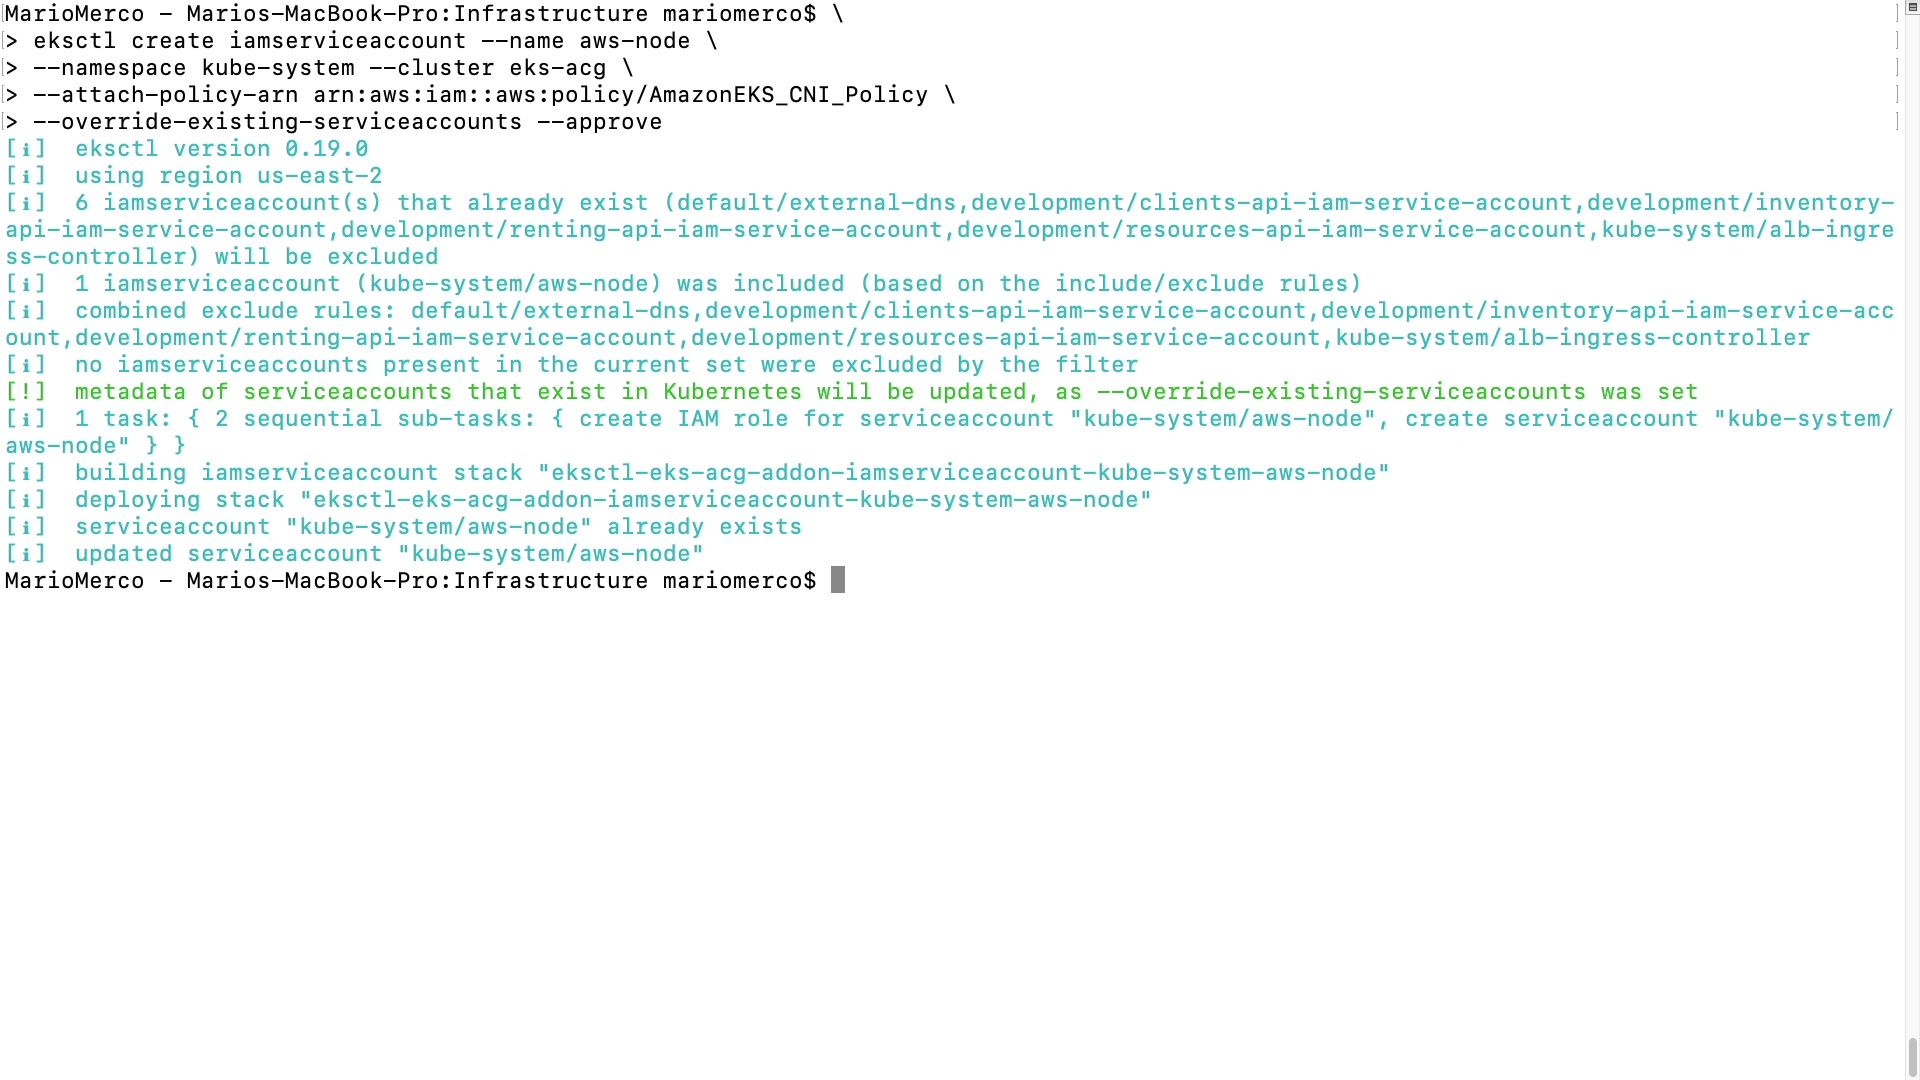 MarioMerco - Marios-MacBook-Pro:Infrastructure mariomerco$ \
> eksctl create iamserviceaccount --name aws-node \
> --namespace kube-system --cluster eks-acg \
> --attach-policy-arn arn:aws:iam::aws:policy/AmazonEKS_CNI_Policy \
> --override-existing-serviceaccounts --approve
[ℹ]  eksctl version 0.19.0
[ℹ]  using region us-east-2
[ℹ]  6 iamserviceaccount(s) that already exist (default/external-dns,development/clients-api-iam-service-account,development/inventory-
api-iam-service-account,development/renting-api-iam-service-account,development/resources-api-iam-service-account,kube-system/alb-ingre
ss-controller) will be excluded
[ℹ]  1 iamserviceaccount (kube-system/aws-node) was included (based on the include/exclude rules)
[ℹ]  combined exclude rules: default/external-dns,development/clients-api-iam-service-account,development/inventory-api-iam-service-acc
ount,development/renting-api-iam-service-account,development/resources-api-iam-service-account,kube-system/alb-ingress-controller
[ℹ]  no iamserviceaccounts present in the current set were excluded by the filter
[!]  metadata of serviceaccounts that exist in Kubernetes will be updated, as --override-existing-serviceaccounts was set
[ℹ]  1 task: { 2 sequential sub-tasks: { create IAM role for serviceaccount "kube-system/aws-node", create serviceaccount "kube-system/
aws-node" } }
[ℹ]  building iamserviceaccount stack "eksctl-eks-acg-addon-iamserviceaccount-kube-system-aws-node"
[ℹ]  deploying stack "eksctl-eks-acg-addon-iamserviceaccount-kube-system-aws-node"
[ℹ]  serviceaccount "kube-system/aws-node" already exists
[ℹ]  updated serviceaccount "kube-system/aws-node"
MarioMerco - Marios-MacBook-Pro:Infrastructure mariomerco$